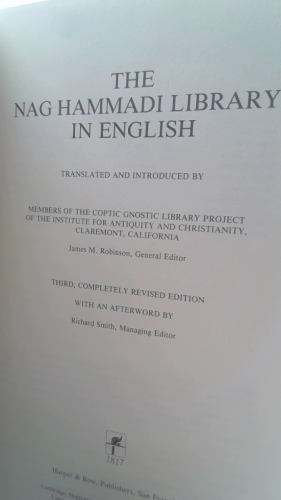 THE
NAG HAMMADI LIBRARY
IN ENGLISH
TRANSLATED AND INTRODUCED BY
MEMBERS OF THE COPTIC GNOSTIC LIBRARY PROJECT
OF THE INSTITUTE FOR ANTIQUITY AND CHRISTIANITY,
CLAREMONT, CALIFORNIA
James M. Robinson, General Editor
THIRD, COMPLETELY REVISED EDITION
WITH AN AFTERWORD BY
Richard Smith, Managing Editor
1817
Harper & Row, Publishers, San